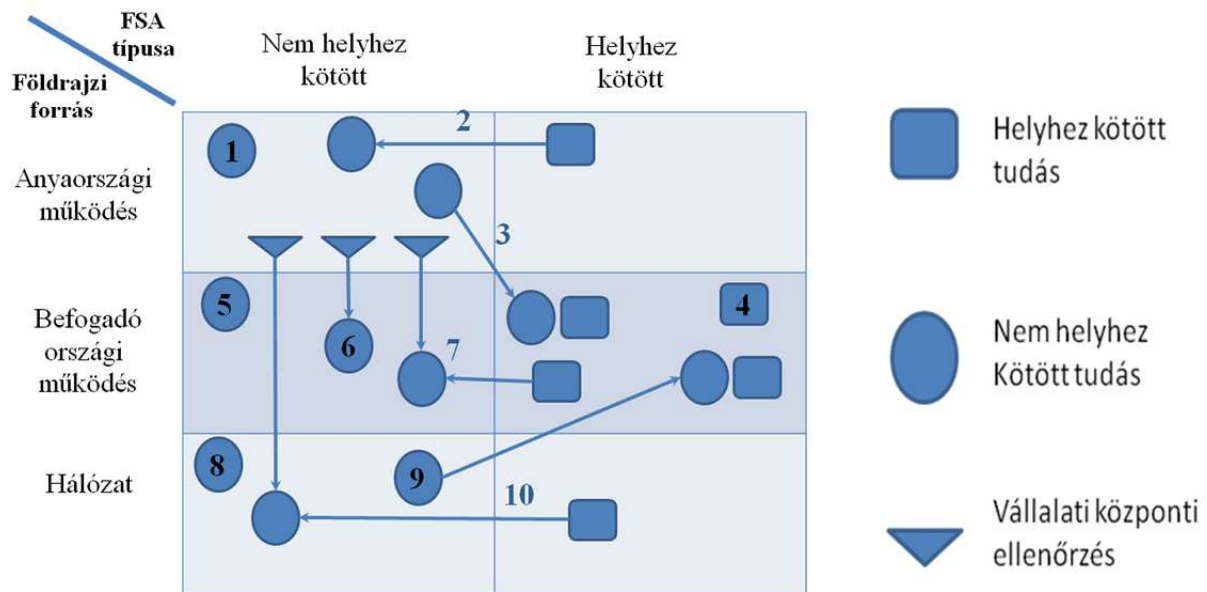 FSA
típusa
Földrajzi
forrás
Nem helyhez
kötött
Helyhez
kötött
Anyaországi
működés
1
2
3
Befogadó
országi
működés
5
4
6
7
Hálózat
8
9
10
Helyhez kötött
tudás
Nem helyhez
Kötött tudás
Vállalati központi
ellenőrzés